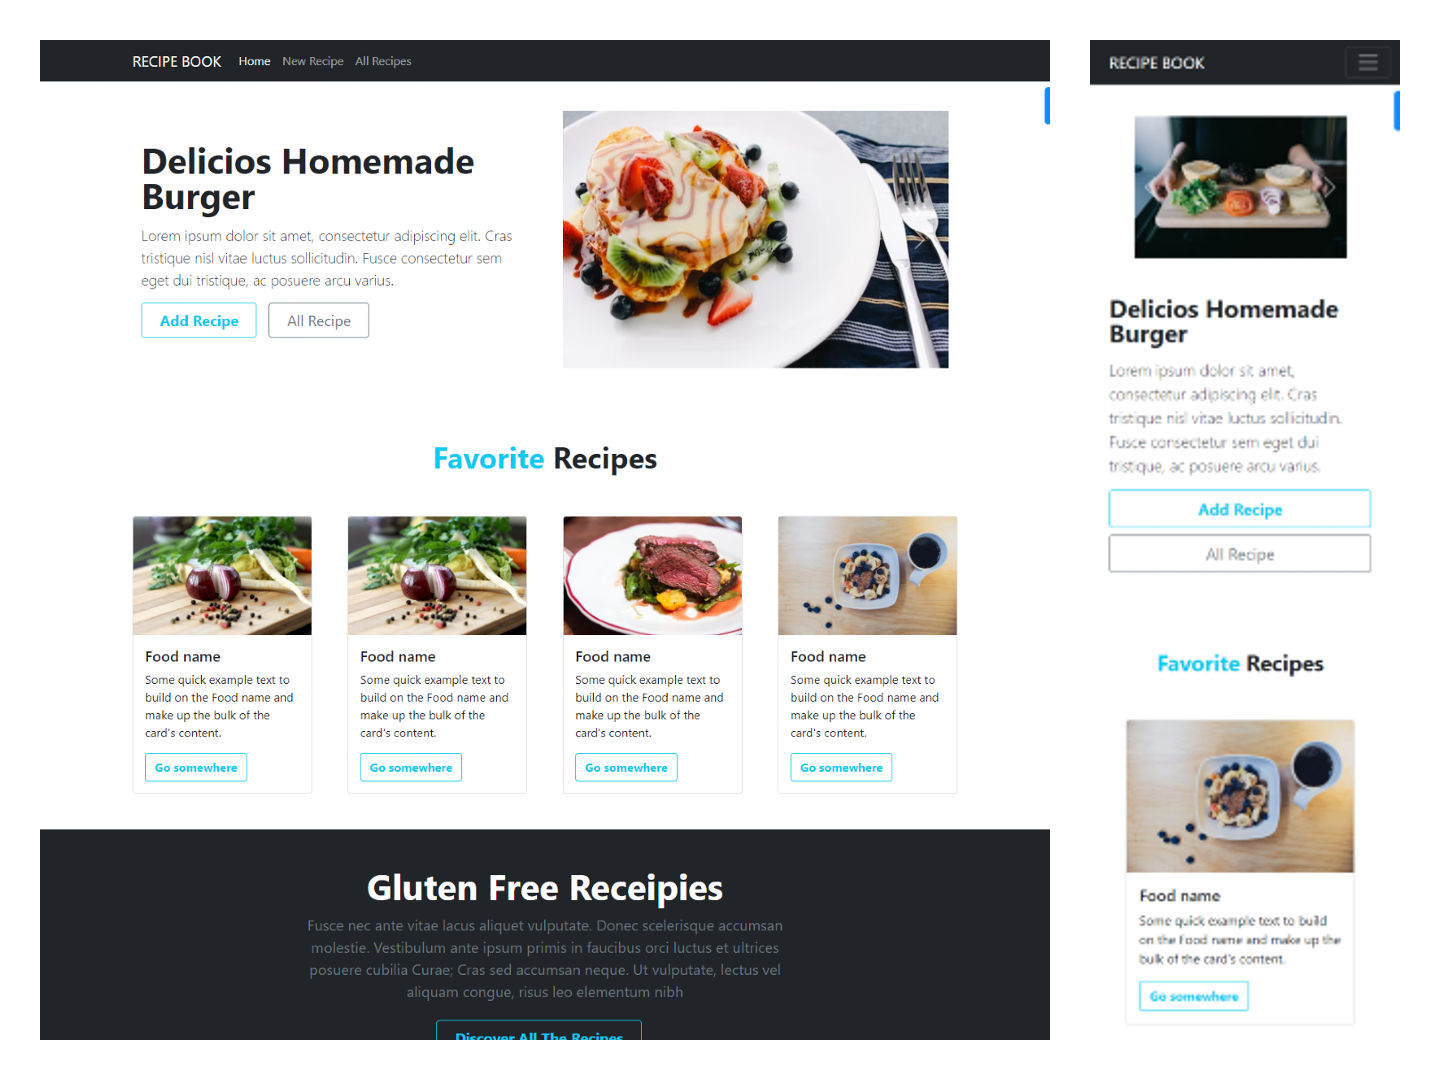 RECIPE BOOK Home New Recipe All Recipes
Delicios Homemade
Burger
Lorem ipsum dolor sit amet, consectetur adipiscing elit. Cras
tristique nisl vitae luctus sollicitudin. Fusce consectetur sem
eget dui tristique, ac posuere arcu varius.
Add Recipe All Recipe
Favorite Recipes
Food name
Some quick example text to
build on the Food name and
make up the bulk of the
card's content.
Go somewhere
Food name
Some quick example text to
build on the Food name and
make up the bulk of the
card's content.
Go somewhere
Food name
Some quick example text to
build on the Food name and
make up the bulk of the
card's content.
Go somewhere
Food name
Some quick example text to
build on the Food name and
make up the bulk of the
card's content.
Go somewhere
Gluten Free Receipies
Fusce nec ante vitae lacus aliquet vulputate. Donec scelerisque accumsan
molestie. Vestibulum ante ipsum primis in faucibus orci luctus et ultrices
posuere cubilia Curae; Cras sed accumsan neque. Ut vulputate, lectus vel
aliquam congue, risus leo elementum nibh
Discover All The Recipes
RECIPE BOOK
Delicios Homemade
Burger
Lorem ipsum dolor sit amet,
consectetur adipiscing elit. Cras
tristique nisl vitae luctus sollicitudin.
Fusce consectetur sem eget dui
tristique, ac posuere arcu varius.
Add Recipe
All Recipe
Favorite Recipes
Food name
Some quick example text to build
on the Food name and make up the
bulk of the card's content.
Go somewhere